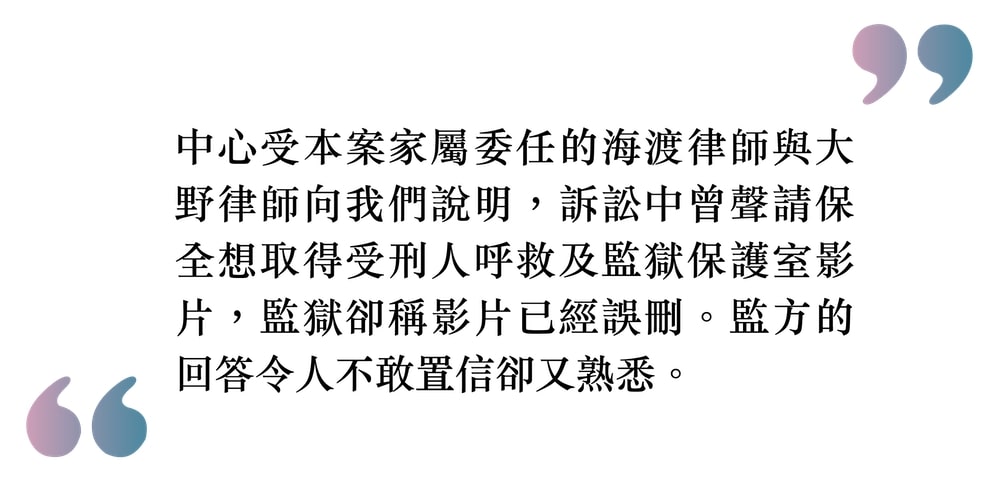 中心受本案家屬委任的海渡律師與大
野律師向我們說明，訴訟中曾聲請保
全想取得受刑人呼救及監獄保護室影
片，監獄卻稱影片已經誤刪。監方的
回答令人不敢置信卻又熟悉。